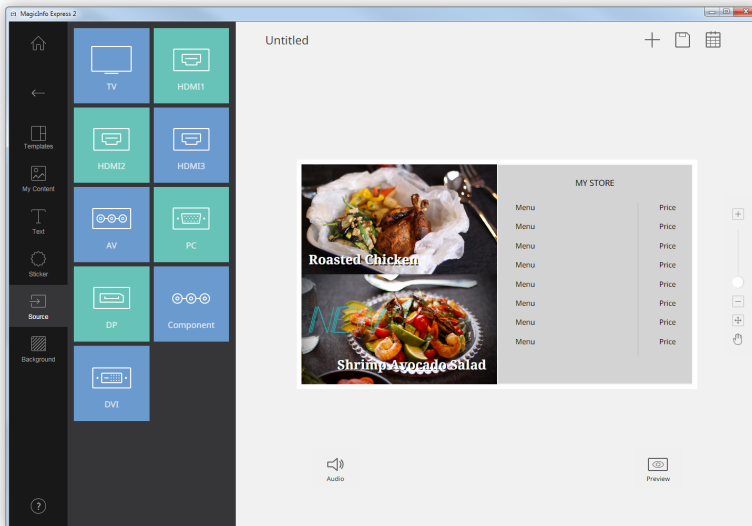 MagicInfo Express 2
Untitled
Templates
My Content
Text
Sticker
Source
Background
?
TV
HDMI1
HDMI2
HDMI3
AV
PC
DP
Component
DVI
Roasted Chicken
NEW
Shrimp Avocado Salad
MY STORE
Menu Price
Menu Price
Menu Price
Menu Price
Menu Price
Menu Price
Menu Price
Menu Price
Audio
Preview